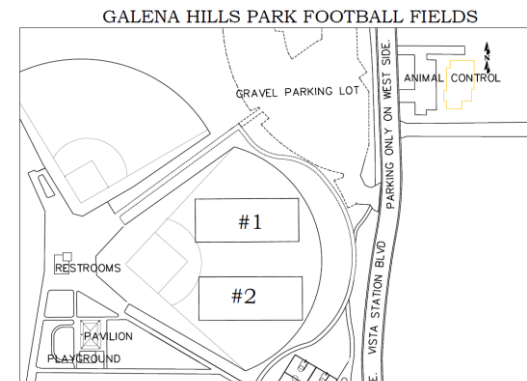 GALENA HILLS PARK FOOTBALL FIELDS
N
ANIMAL CONTROL
GRAVEL PARKING LOT
PARKING ONLY ON WEST SIDE.
#1
#2
RESTROOMS
PAVILION
PLAYGROUND
E. VISTA STATION BLVD